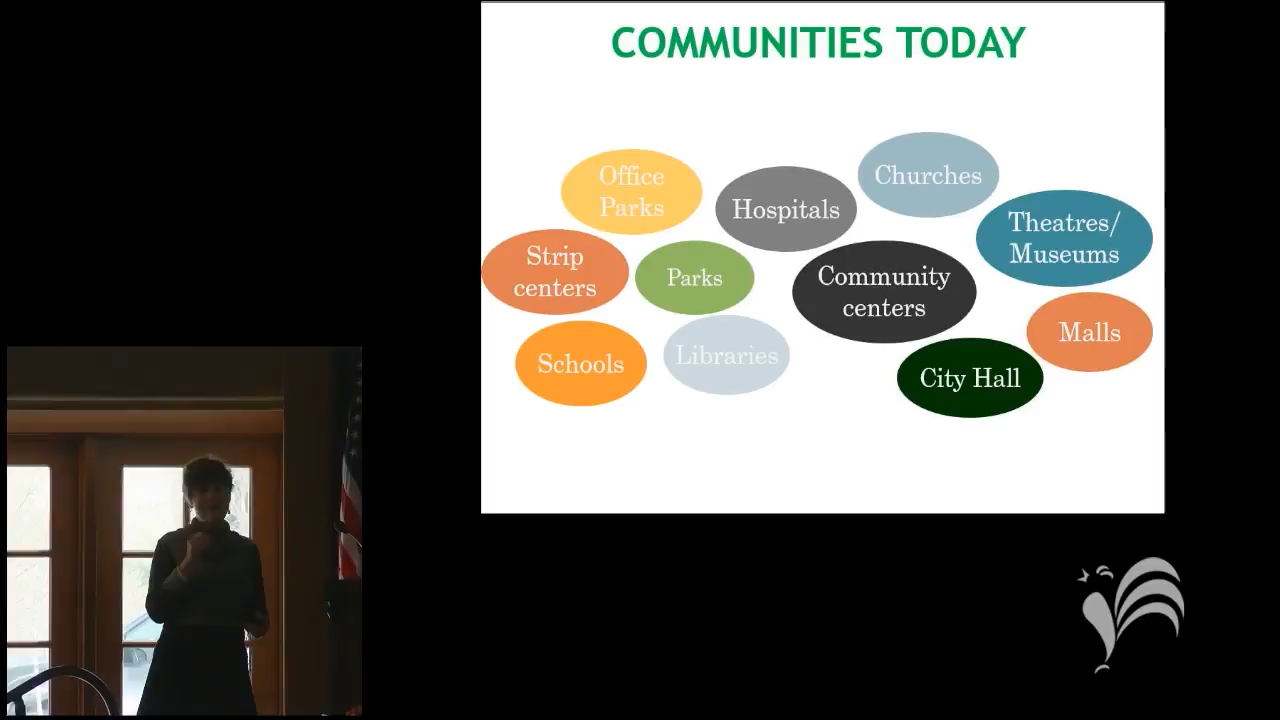 COMMUNITIES TODAY
Office
Parks
Hospitals
Churches
Theatres/
Museums
Strip
centers
Parks
Community
centers
Malls
Schools
Libraries
City Hall